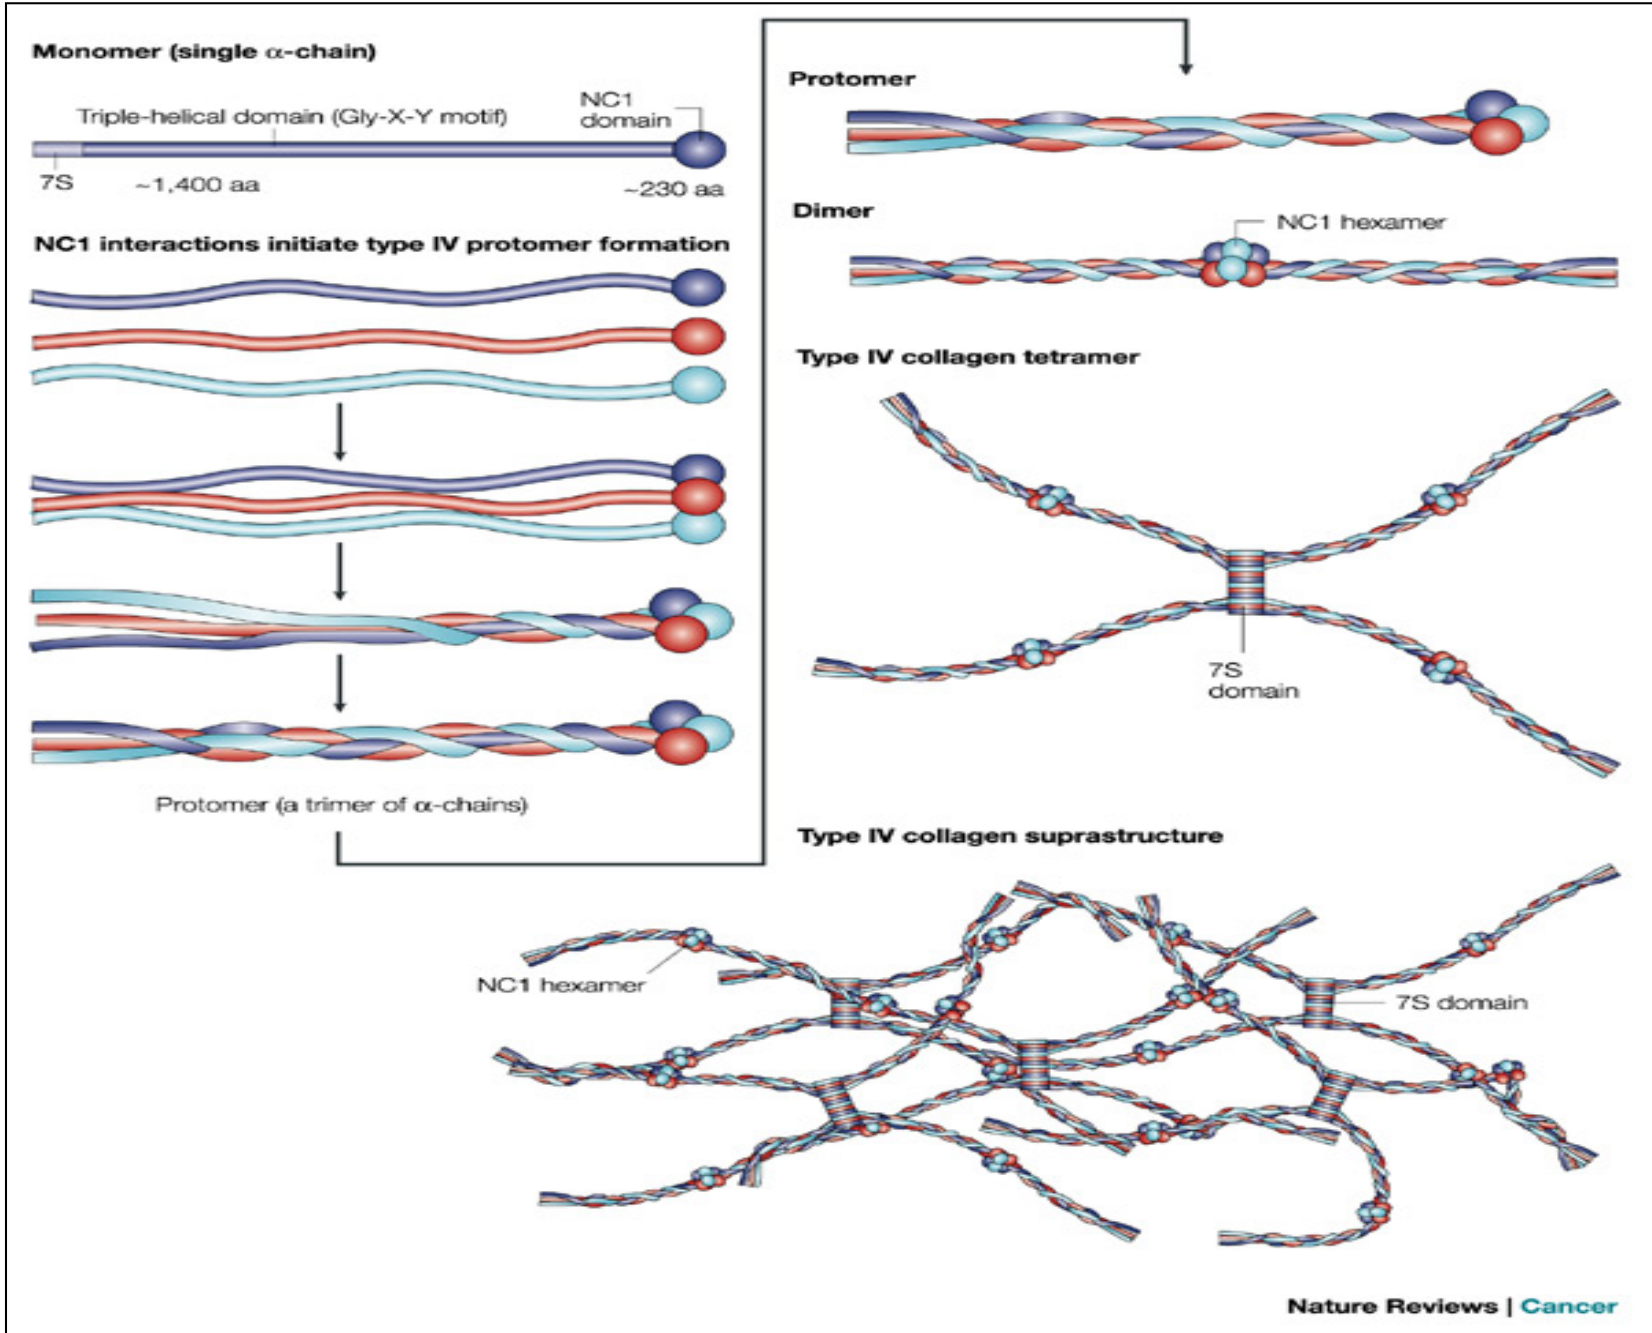 Monomer (single α-chain)
Triple-helical domain (Gly-X-Y motif)
NC1
domain
7S
~1,400 aa
~230 aa
NC1 interactions initiate type IV protomer formation
Protomer (a trimer of α-chains)
Protomer
Dimer
NC1 hexamer
Type IV collagen tetramer
7S
domain
Type IV collagen suprastructure
NC1 hexamer
7S domain
Nature Reviews | Cancer